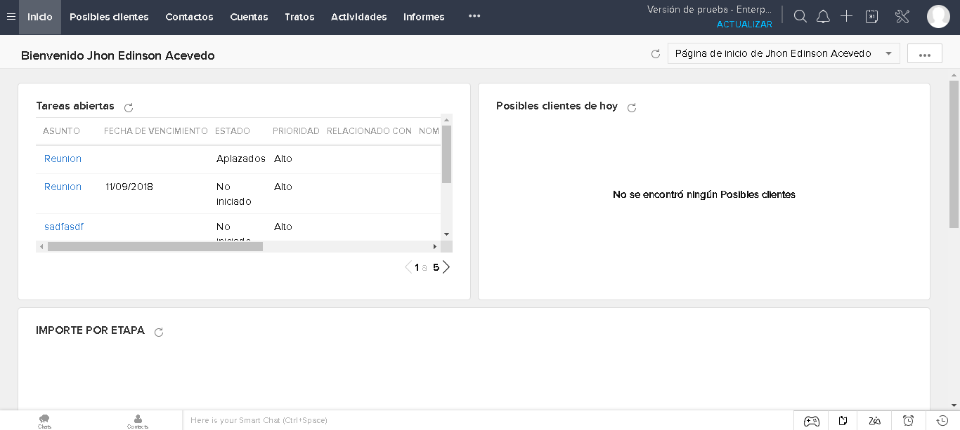 Inicio Posibles clientes Contactos Cuentas Tratos Actividades Informes ••• Versión de prueba - Enterp...
ACTUALIZAR
Bienvenido Jhon Edinson Acevedo Página de inicio de Jhon Edinson Acevedo
Tareas abiertas
ASUNTO FECHA DE VENCIMIENTO ESTADO PRIORIDAD RELACIONADO CON NOM
Reunion Aplazados Alto
Reunion 11/09/2018 No iniciado Alto
sadfasdf No iniciado Alto
1 a 5
Posibles clientes de hoy
No se encontró ningún Posibles clientes
IMPORTE POR ETAPA
Chats Contacts Here is your Smart Chat (Ctrl+Space)